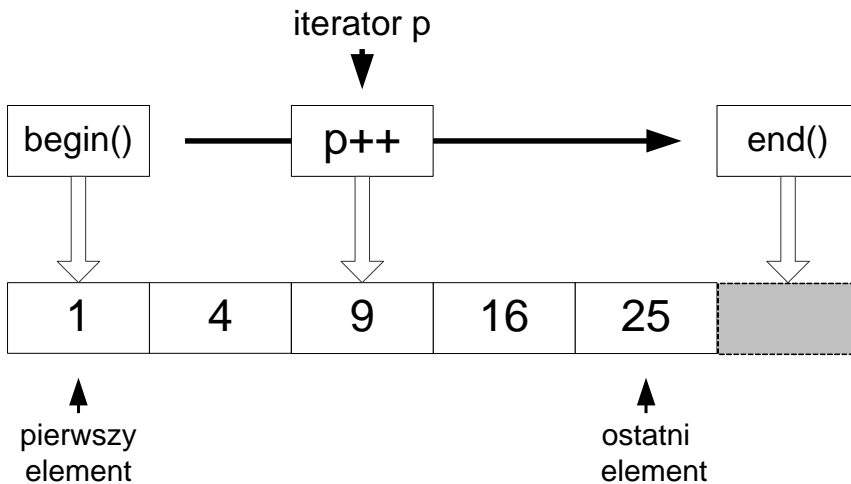 iterator p
begin()
p++
end()
1
4
9
16
25
pierwszy
element
ostatni
element